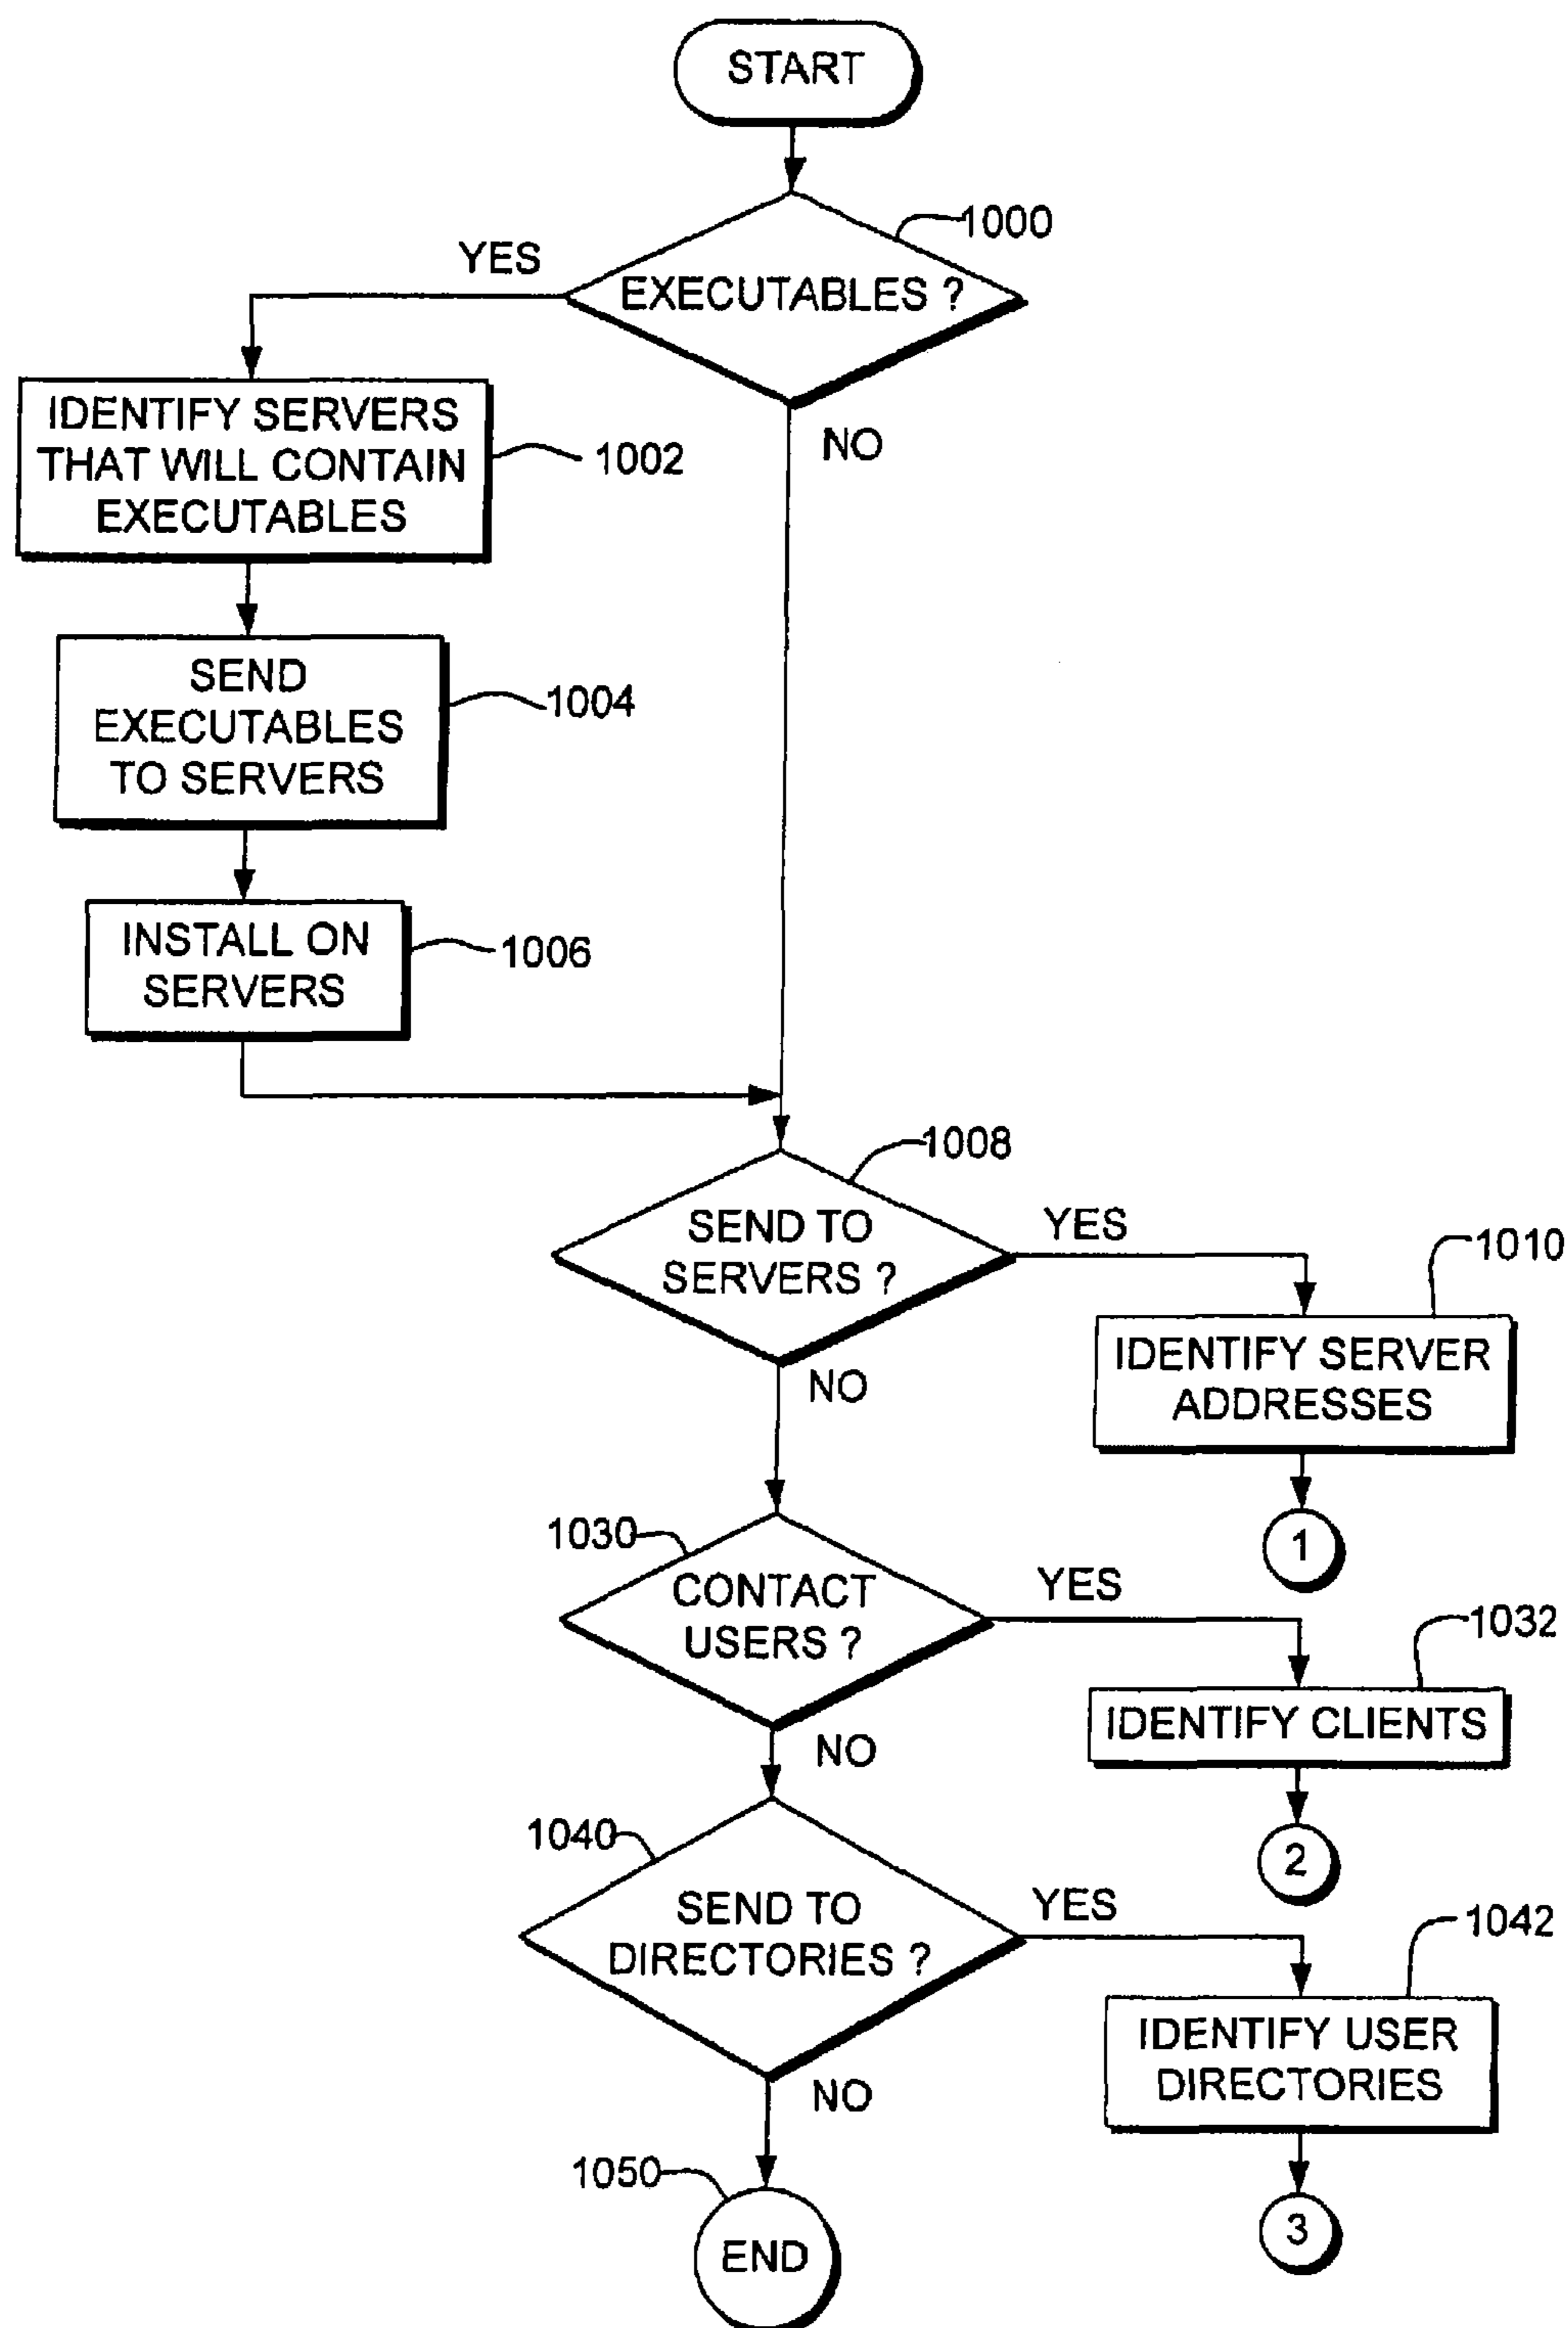 START
1000
YES
EXECUTABLES ?
IDENTIFY SERVERS
THAT WILL CONTAIN
EXECUTABLES
1002
NO
SEND
EXECUTABLES
TO SERVERS
1004
INSTALL ON
SERVERS
1006
1008
SEND TO
SERVERS ?
YES
1010
IDENTIFY SERVER
ADDRESSES
NO
1
1030
CONTACT
USERS ?
YES
1032
IDENTIFY CLIENTS
NO
2
1040
SEND TO
DIRECTORIES ?
YES
1042
IDENTIFY USER
DIRECTORIES
NO
3
1050
END